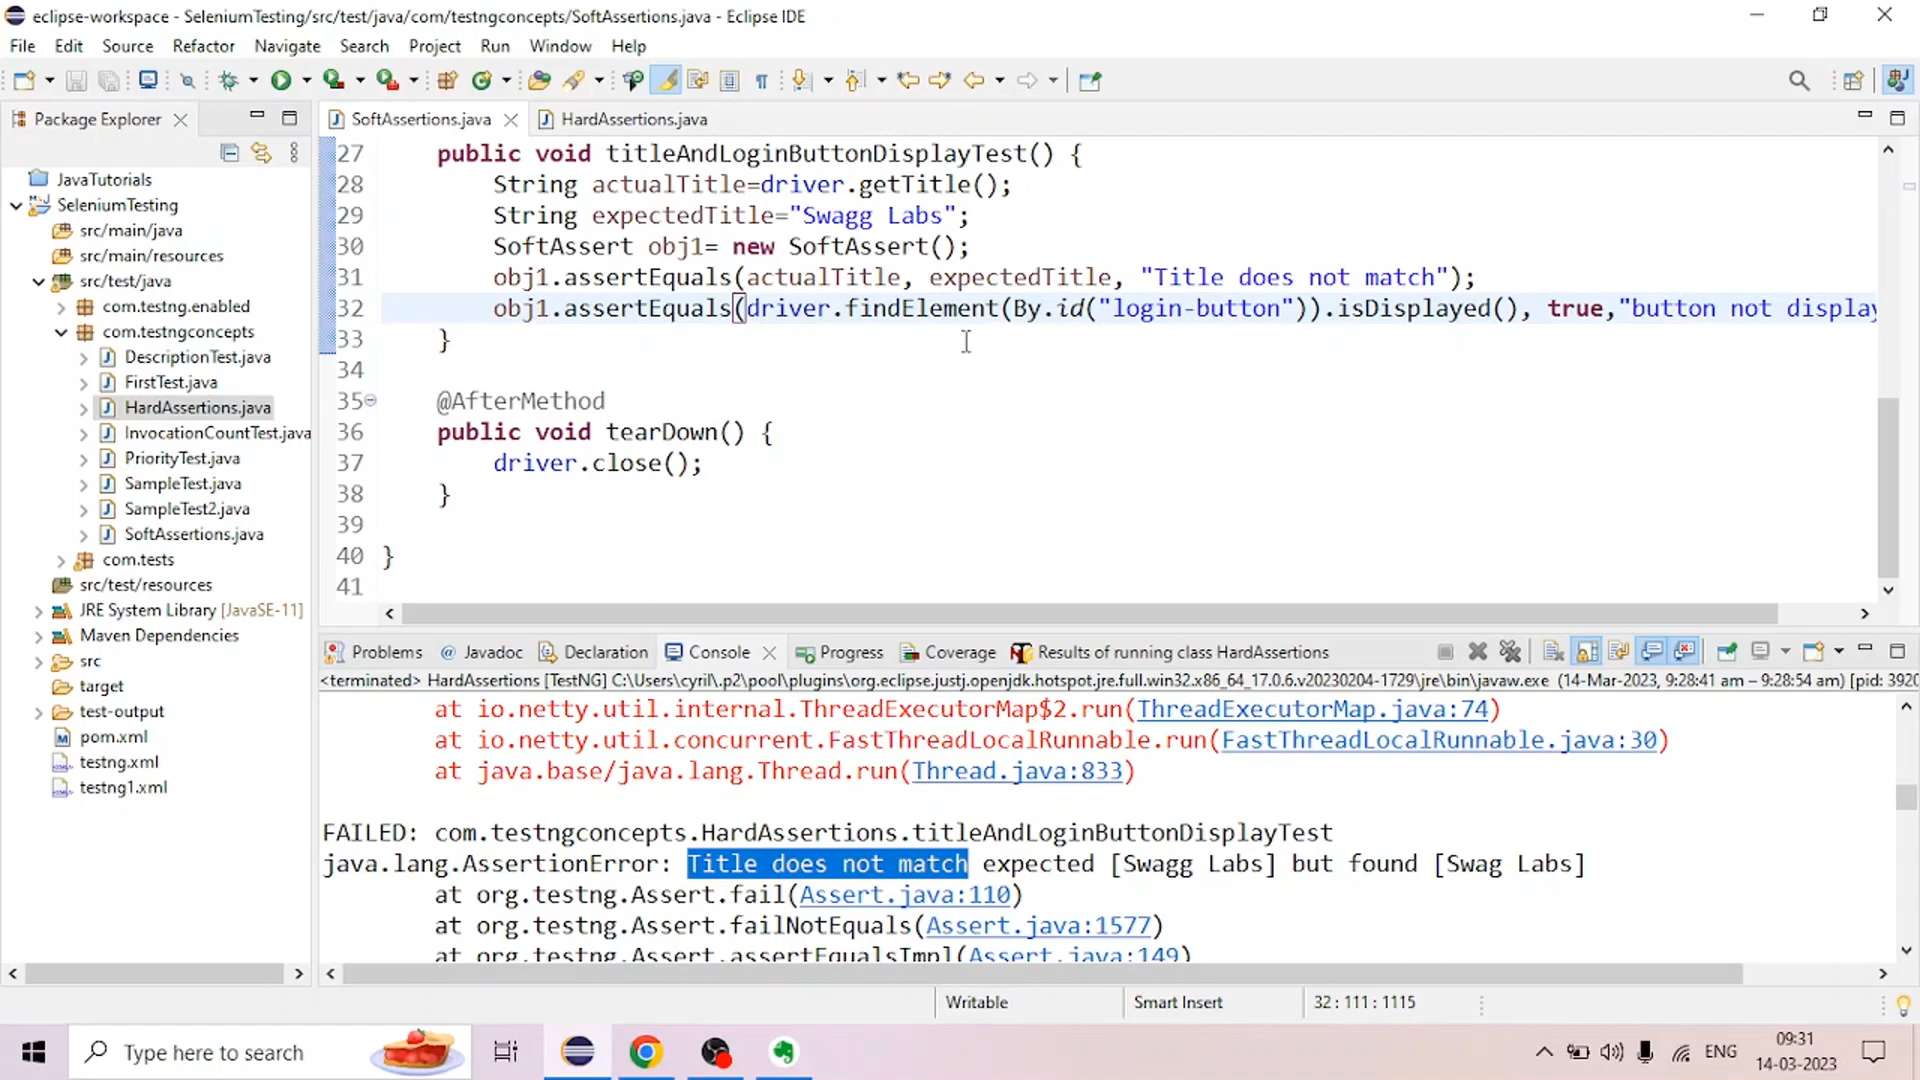 eclipse-workspace - SeleniumTesting/src/test/java/com/testngconcepts/SoftAssertions.java - Eclipse IDE
File Edit Source Refactor Navigate Search Project Run Window Help
Package Explorer
JavaTutorials
SeleniumTesting
src/main/java
src/main/resources
src/test/java
com.testng.enabled
com.testngconcepts
DescriptionTest.java
FirstTest.java
HardAssertions.java
InvocationCountTest.java
PriorityTest.java
SampleTest.java
SampleTest2.java
SoftAssertions.java
com.tests
src/test/resources
JRE System Library [JavaSE-11]
Maven Dependencies
src
target
test-output
pom.xml
testng.xml
testng1.xml
SoftAssertions.java HardAssertions.java
27 public void titleAndLoginButtonDisplayTest() {
28 String actualTitle=driver.getTitle();
29 String expectedTitle="Swagg Labs";
30 SoftAssert obj1= new SoftAssert();
31 obj1.assertEquals(actualTitle, expectedTitle, "Title does not match");
32 obj1.assertEquals(driver.findElement(By.id("login-button")).isDisplayed(), true,"button not display
33 }
34
35 @AfterMethod
36 public void tearDown() {
37 driver.close();
38 }
39
40 }
41
Problems @ Javadoc Declaration Console Progress Coverage Results of running class HardAssertions
<terminated> HardAssertions [TestNG] C:\Users\cyril\.p2\pool\plugins\org.eclipse.justj.openjdk.hotspot.jre.full.win32.x86_64_17.0.6.v20230204-1729\jre\bin\javaw.exe (14-Mar-2023, 9:28:41 am – 9:28:54 am) [pid: 3920
at io.netty.util.internal.ThreadExecutorMap$2.run(ThreadExecutorMap.java:74)
at io.netty.util.concurrent.FastThreadLocalRunnable.run(FastThreadLocalRunnable.java:30)
at java.base/java.lang.Thread.run(Thread.java:833)
FAILED: com.testngconcepts.HardAssertions.titleAndLoginButtonDisplayTest
java.lang.AssertionError: Title does not match expected [Swagg Labs] but found [Swag Labs]
at org.testng.Assert.fail(Assert.java:110)
at org.testng.Assert.failNotEquals(Assert.java:1577)
at org.testng.Assert.assertEqualsImpl(Assert.java:149)
Writable Smart Insert 32 : 111 : 1115
Type here to search
ENG
09:31
14-03-2023